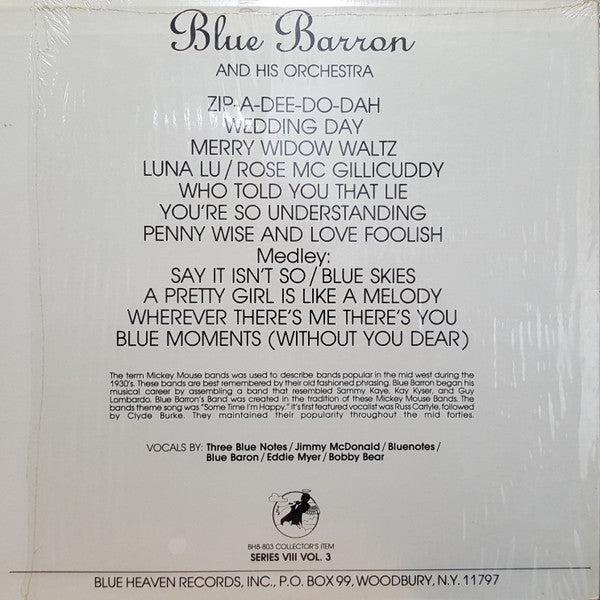 Blue Barron
AND HIS ORCHESTRA
ZIP-A-DEE-DO-DAH
WEDDING DAY
MERRY WIDOW WALTZ
LUNA LU / ROSE MC GILLICUDDY
WHO TOLD YOU THAT LIE
YOU'RE SO UNDERSTANDING
PENNY WISE AND LOVE FOOLISH
Medley:
SAY IT ISN'T SO / BLUE SKIES
A PRETTY GIRL IS LIKE A MELODY
WHEREVER THERE'S ME THERE'S YOU
BLUE MOMENTS (WITHOUT YOU DEAR)
The term Mickey Mouse bands was used to describe bands popular in the mid west during the
1930's. These bands are best remembered by their old fashioned phrasing. Blue Barron began his
musical career by assembling a band that resembled Sammy Kaye, Kay Kyser, and Guy
Lombardo. Blue Barron's Band was created in the tradition of these Mickey Mouse Bands. The
bands theme song was "Some Time I'm Happy." It's first featured vocalist was Russ Carlyle, followed
by Clyde Burke. They maintained their popularity throughout the mid forties.
VOCALS BY: Three Blue Notes / Jimmy McDonald / Bluenotes /
Blue Baron / Eddie Myer / Bobby Bear
BH8-803 COLLECTOR'S ITEM
SERIES VIII VOL. 3
BLUE HEAVEN RECORDS, INC., P.O. BOX 99, WOODBURY, N.Y. 11797